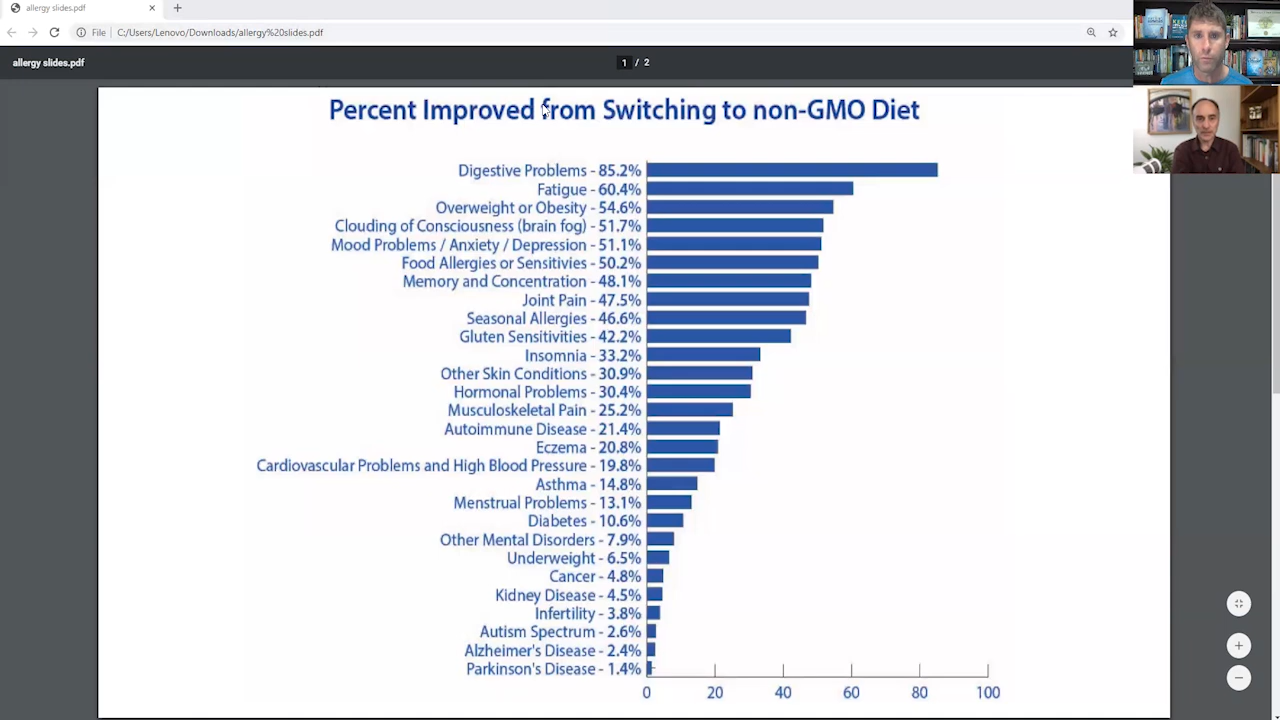 allergy slides.pdf
File
C:/Users/Lenovo/Downloads/allergy%20slides.pdf
allergy slides.pdf
1 / 2
Percent Improved from Switching to non-GMO Diet
Digestive Problems - 85.2%
Fatigue - 60.4%
Overweight or Obesity - 54.6%
Clouding of Consciousness (brain fog) - 51.7%
Mood Problems / Anxiety / Depression - 51.1%
Food Allergies or Sensitivies - 50.2%
Memory and Concentration - 48.1%
Joint Pain - 47.5%
Seasonal Allergies - 46.6%
Gluten Sensitivities - 42.2%
Insomnia - 33.2%
Other Skin Conditions - 30.9%
Hormonal Problems - 30.4%
Musculoskeletal Pain - 25.2%
Autoimmune Disease - 21.4%
Eczema - 20.8%
Cardiovascular Problems and High Blood Pressure - 19.8%
Asthma - 14.8%
Menstrual Problems - 13.1%
Diabetes - 10.6%
Other Mental Disorders - 7.9%
Underweight - 6.5%
Cancer - 4.8%
Kidney Disease - 4.5%
Infertility - 3.8%
Autism Spectrum - 2.6%
Alzheimer's Disease - 2.4%
Parkinson's Disease - 1.4%
0 20 40 60 80 100